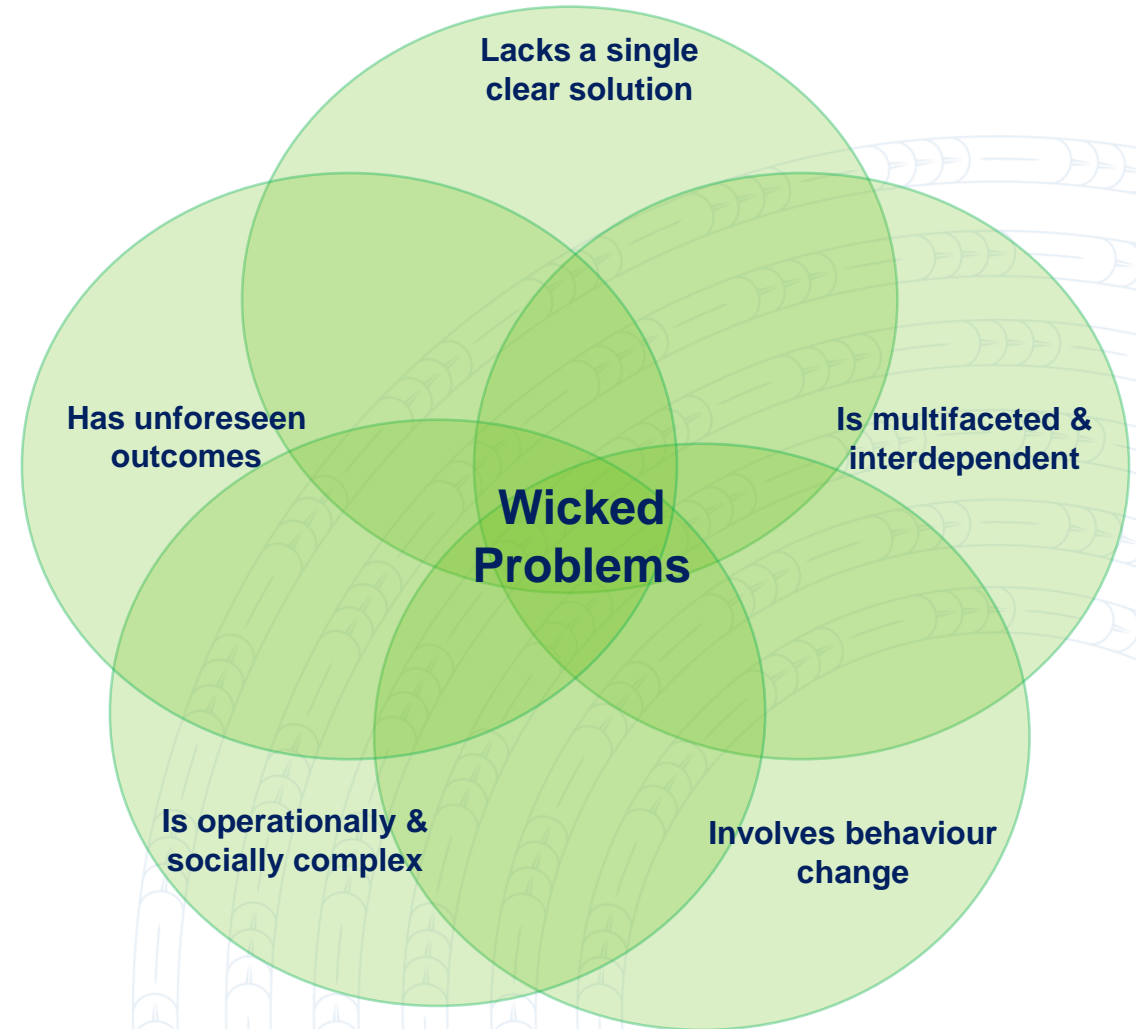 Lacks a single
clear solution
Has unforeseen
outcomes
Is multifaceted &
interdependent
Wicked
Problems
Is operationally &
socially complex
Involves behaviour
change